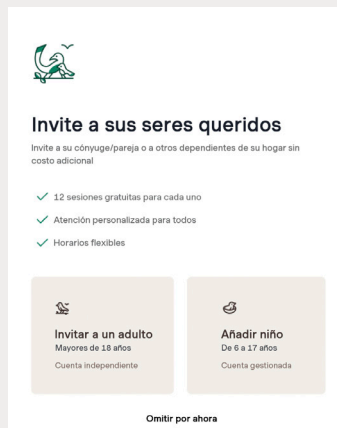 Invite a sus seres queridos
Invite a su cónyuge/pareja o a otros dependientes de su hogar sin
costo adicional
12 sesiones gratuitas para cada uno
Atención personalizada para todos
Horarios flexibles
Invitar a un adulto
Mayores de 18 años
Cuenta independiente
Añadir niño
De 6 a 17 años
Cuenta gestionada
Omitir por ahora